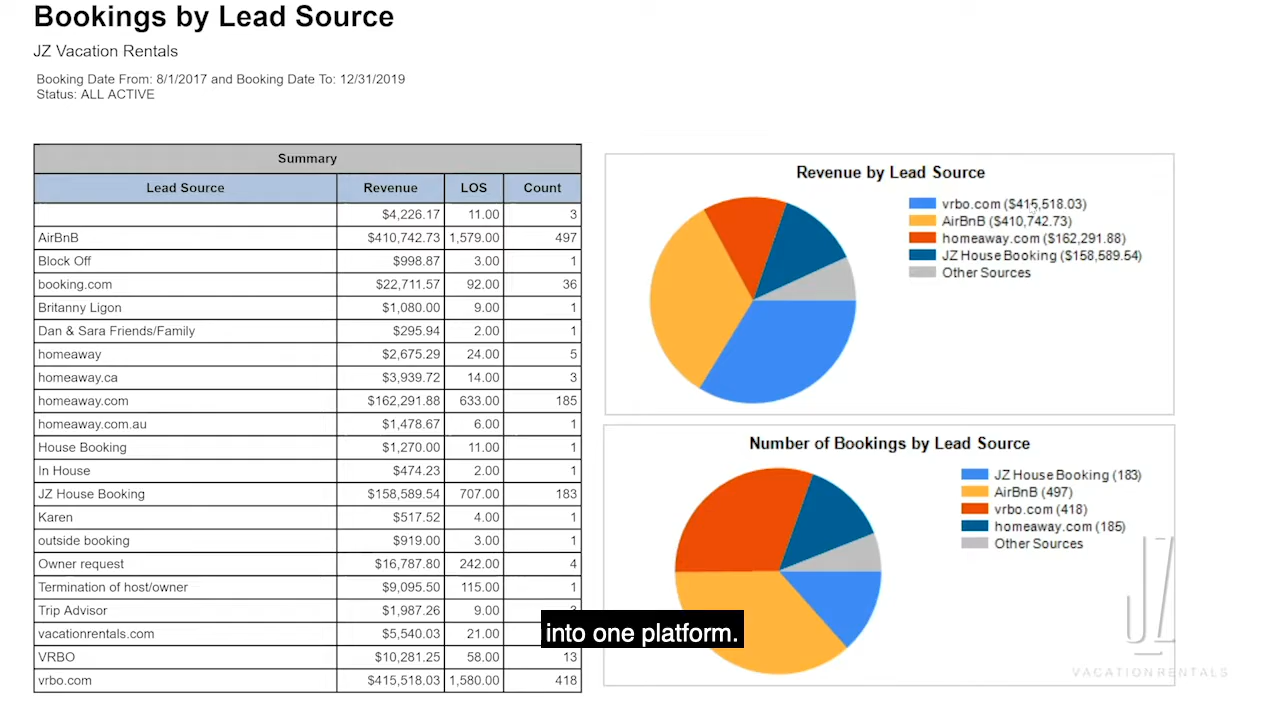 Bookings by Lead Source
JZ Vacation Rentals
Booking Date From: 8/1/2017 and Booking Date To: 12/31/2019
Status: ALL ACTIVE
Summary
Lead Source Revenue LOS Count
$4,226.17 11.00 3
AirBnB $410,742.73 1,579.00 497
Block Off $998.87 3.00 1
booking.com $22,711.57 92.00 36
Britanny Ligon $1,080.00 9.00 1
Dan & Sara Friends/Family $295.94 2.00 1
homeaway $2,675.29 24.00 5
homeaway.ca $3,939.72 14.00 3
homeaway.com $162,291.88 633.00 185
homeaway.com.au $1,478.67 6.00 1
House Booking $1,270.00 11.00 1
In House $474.23 2.00 1
JZ House Booking $158,589.54 707.00 183
Karen $517.52 4.00 1
outside booking $919.00 3.00 1
Owner request $16,787.80 242.00 4
Termination of host/owner $9,095.50 115.00 1
Trip Advisor $1,987.26 9.00
vacationrentals.com $5,540.03 21.00
VRBO $10,281.25 58.00 13
vrbo.com $415,518.03 1,580.00 418
Revenue by Lead Source
vrbo.com ($415,518.03)
AirBnB ($410,742.73)
homeaway.com ($162,291.88)
JZ House Booking ($158,589.54)
Other Sources
Number of Bookings by Lead Source
JZ House Booking (183)
AirBnB (497)
vrbo.com (418)
homeaway.com (185)
Other Sources
into one platform.
JZ
VACATION RENTALS